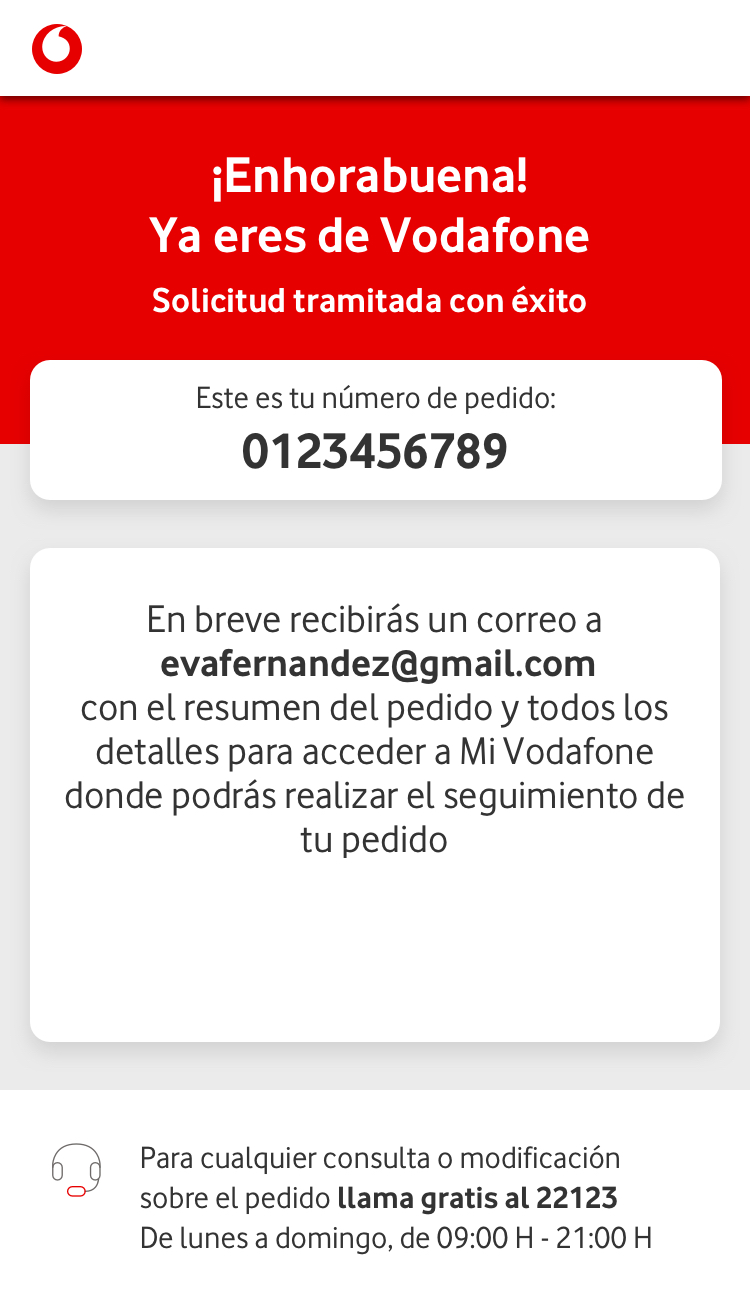 ¡Enhorabuena!
Ya eres de Vodafone
Solicitud tramitada con éxito
Este es tu número de pedido:
0123456789
En breve recibirás un correo a
evafernandez@gmail.com
con el resumen del pedido y todos los
detalles para acceder a Mi Vodafone
donde podrás realizar el seguimiento de
tu pedido
Para cualquier consulta o modificación
sobre el pedido llama gratis al 22123
De lunes a domingo, de 09:00 H - 21:00 H